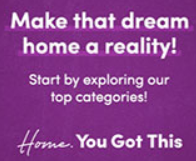 Make that dream
home a reality!
Start by exploring our
top categories!
Home. You Got This